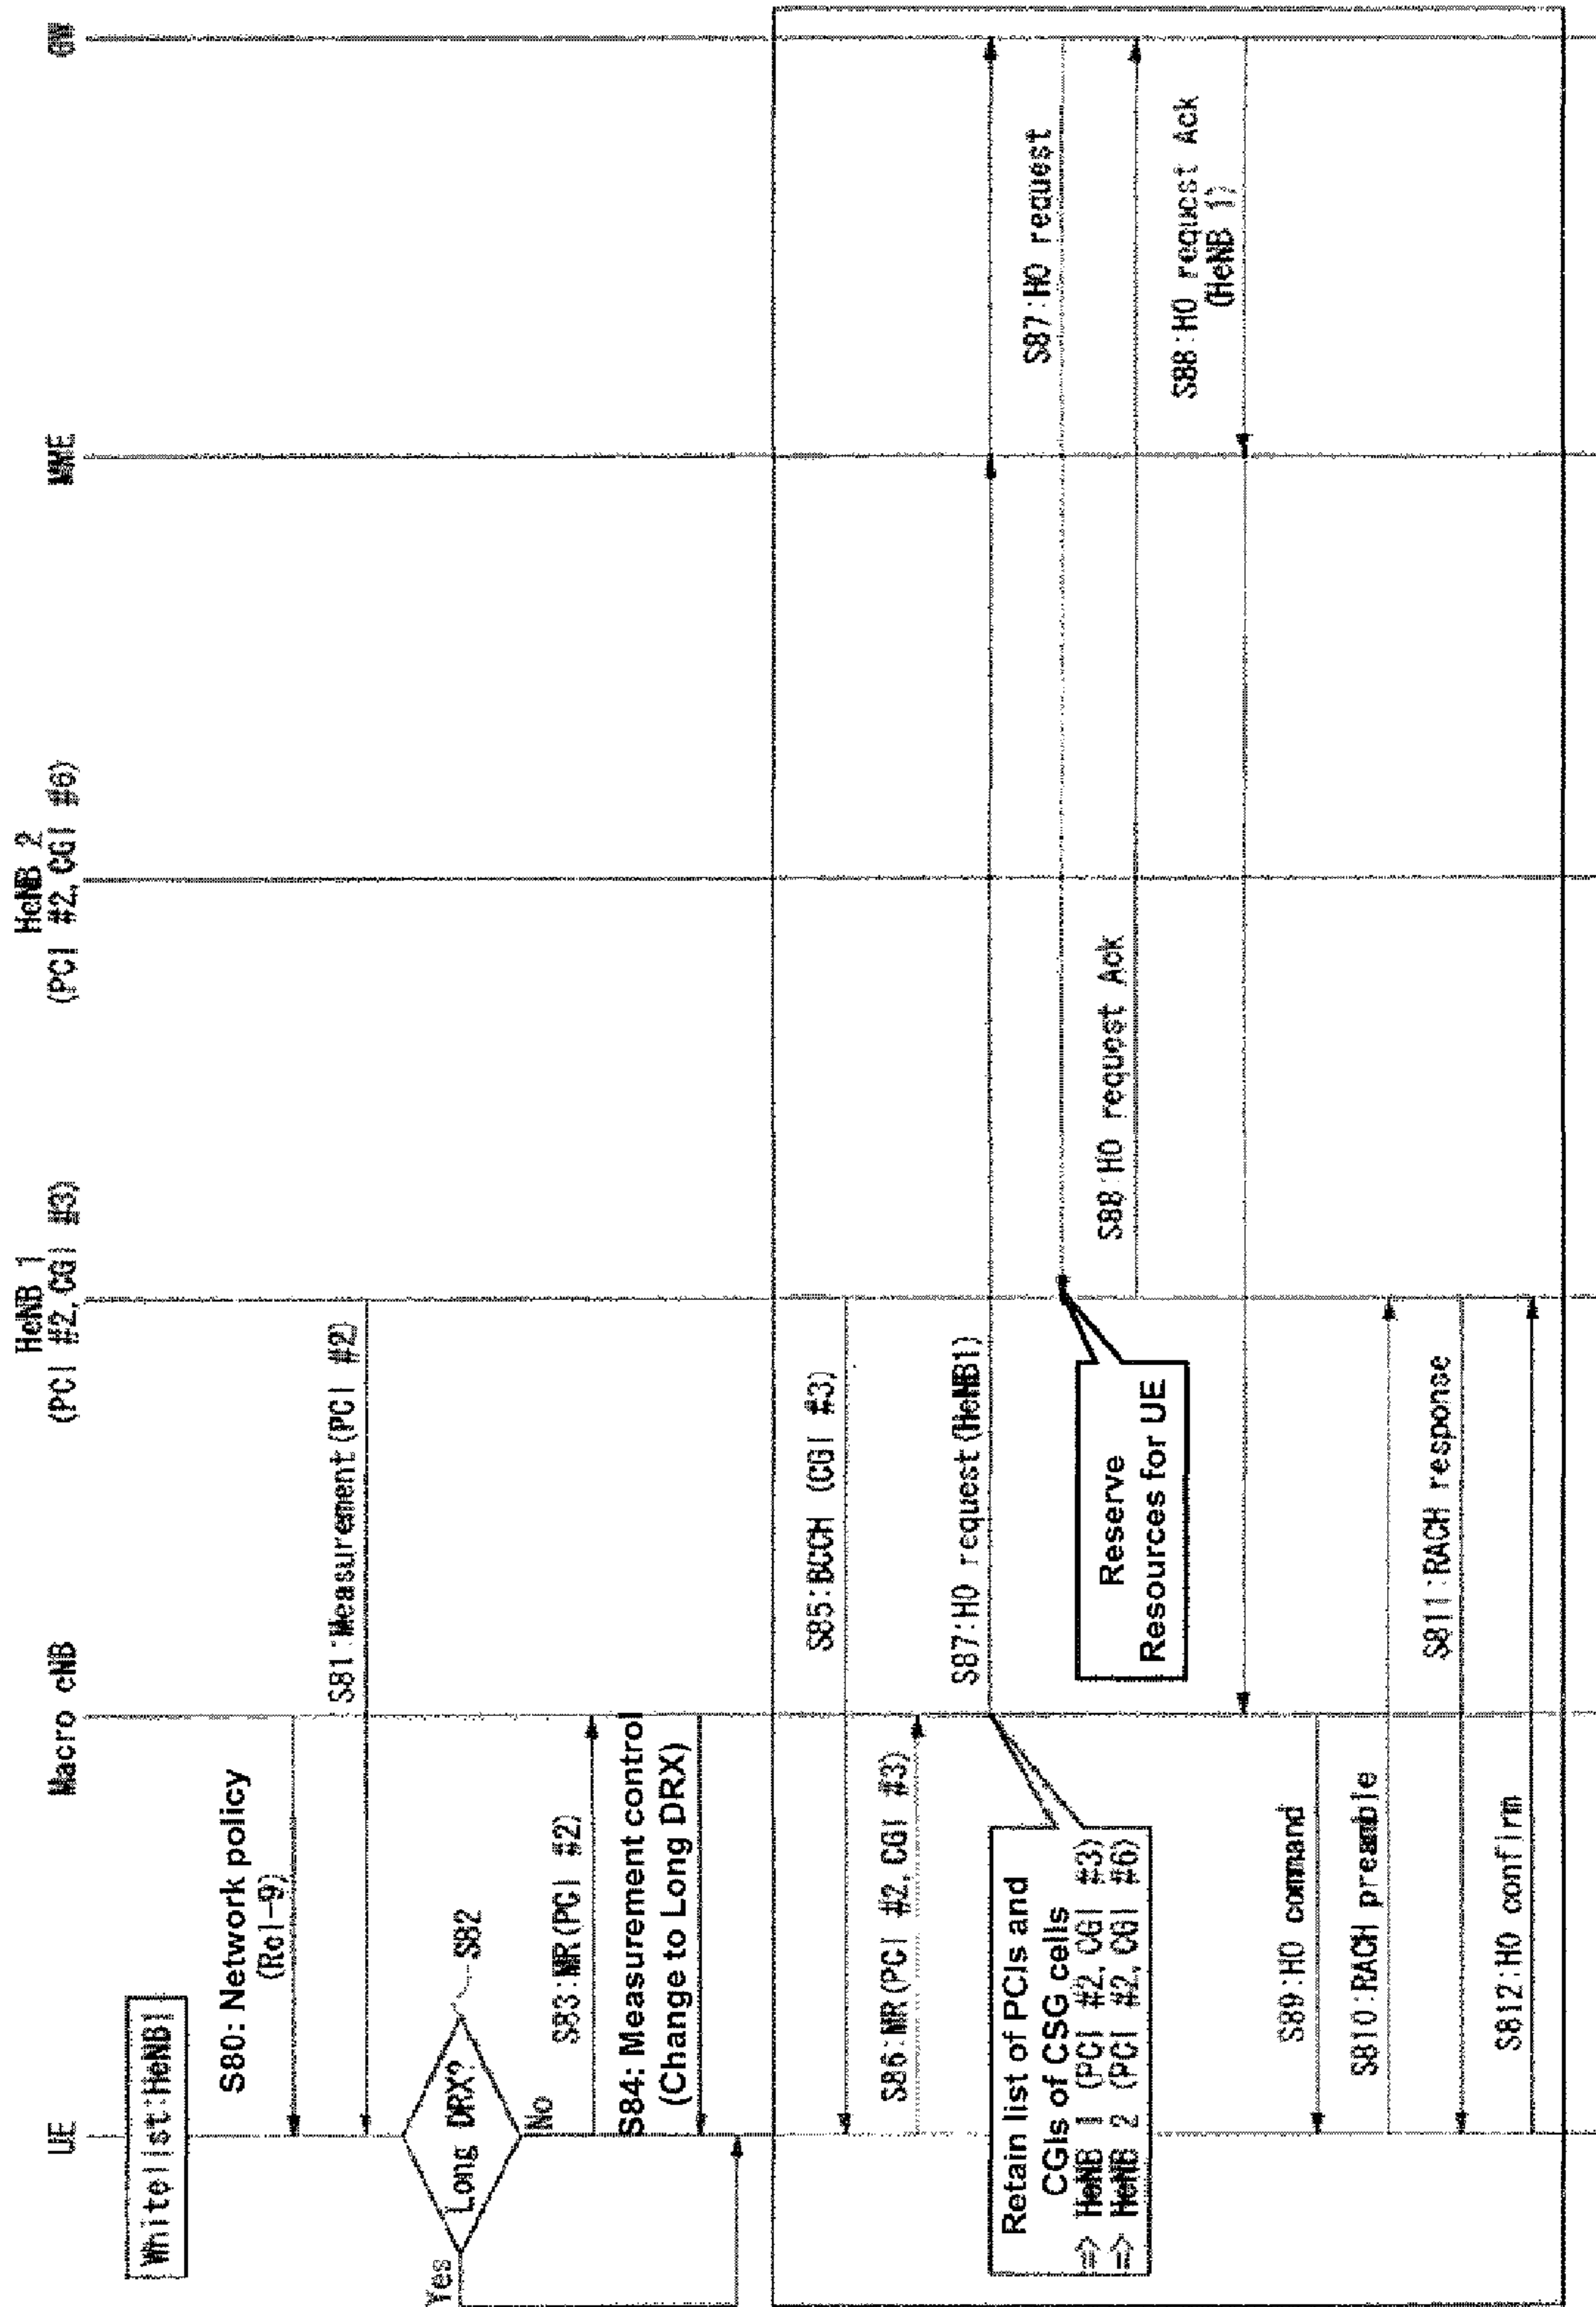 UE
Macro eNB
HeNB 1
(PCI #2, CGI #3)
HeNB 2
(PCI #2, CGI #6)
MME
GW
Whitelist:HeNB1
S80: Network policy
(Rel-9)
S81:Measurement(PCI #2)
Long DRX?
S82
Yes
No
S83:MR(PCI #2)
S84: Measurement control
(Change to Long DRX)
S85:BCCH (CGI #3)
S86:MR(PCI #2, CGI #3)
S87:HO request(HeNB1)
S87:HO request
Retain list of PCIs and
CGIs of CSG cells
=> HeNB 1 (PCI #2, CGI #3)
=> HeNB 2 (PCI #2, CGI #6)
Reserve
Resources for UE
S88:HO request Ack
S88:HO request Ack
(HeNB 1)
S89:HO command
S810:RACH preamble
S811:RACH response
S812:HO confirm